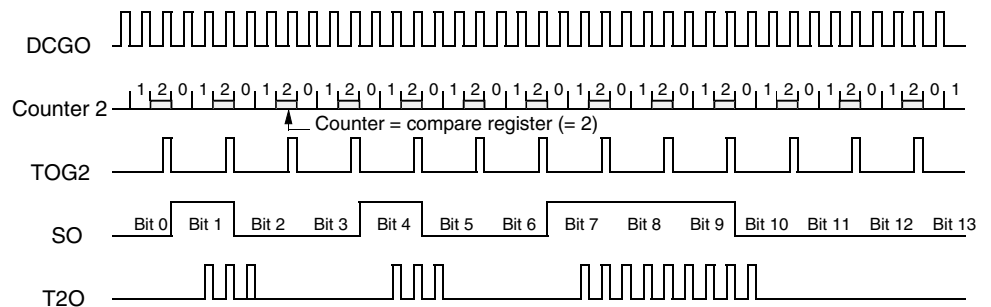 DCGO
1 2 0 1 2 0 1 2 0 1 2 0 1 2 0 1 2 0 1 2 0 1 2 0 1 2 0 1 2 0 1 2 0 1 2 0 1 2 0 1
Counter 2
Counter = compare register (= 2)
TOG2
SO Bit 0 Bit 1 Bit 2 Bit 3 Bit 4 Bit 5 Bit 6 Bit 7 Bit 8 Bit 9 Bit 10 Bit 11 Bit 12 Bit 13
T2O